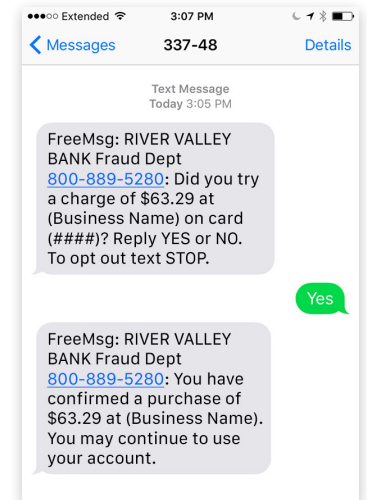 Extended 3:07 PM
Messages 337-48 Details
Text Message
Today 3:05 PM
FreeMsg: RIVER VALLEY
BANK Fraud Dept
800-889-5280: Did you try
a charge of $63.29 at
(Business Name) on card
(####)? Reply YES or NO.
To opt out text STOP.
Yes
FreeMsg: RIVER VALLEY
BANK Fraud Dept
800-889-5280: You have
confirmed a purchase of
$63.29 at (Business Name).
You may continue to use
your account.